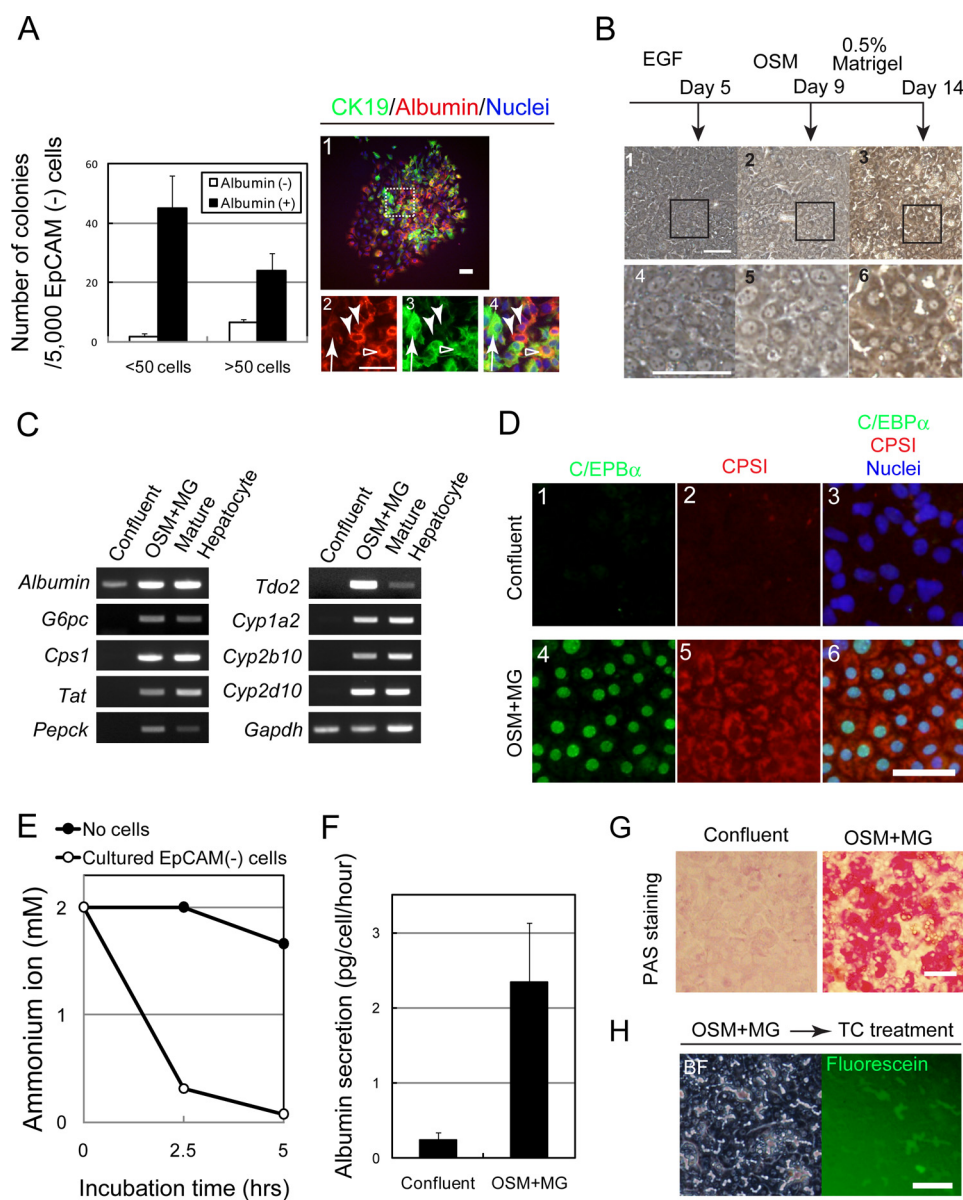 A
CK19/Albumin/Nuclei
Number of colonies
/5,000 EpCAM (-) cells
60
40
20
0
Albumin (-)
Albumin (+)
<50 cells
>50 cells
1
2
3
4
B
EGF
OSM
0.5%
Matrigel
Day 5
Day 9
Day 14
1
2
3
4
5
6
C
Confluent
OSM+MG
Mature
Hepatocyte
Albumin
G6pc
Cps1
Tat
Pepck
Confluent
OSM+MG
Mature
Hepatocyte
Tdo2
Cyp1a2
Cyp2b10
Cyp2d10
Gapdh
D
C/EPBα
CPSI
C/EBPα
CPSI
Nuclei
Confluent
1
2
3
OSM+MG
4
5
6
E
No cells
Cultured EpCAM(-) cells
Ammonium ion (mM)
2
1
0
0
2.5
5
Incubation time (hrs)
F
Albumin secretion (pg/cell/hour)
3
2
1
0
Confluent
OSM+MG
G
Confluent
OSM+MG
PAS staining
H
OSM+MG
TC treatment
BF
Fluorescein